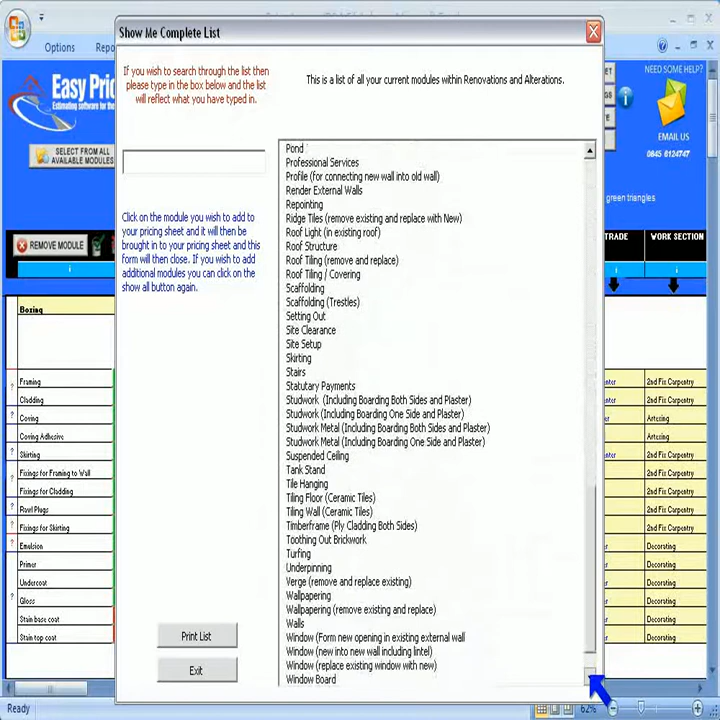 Show Me Complete List
Options
Repo
NEED SOME HELP?
Easy Pric
Estimating software for the
If you wish to search through the list then
please type in the box below and the list
will reflect what you have typed in.
This is a list of all your current modules within Renovations and Alterations.
EMAIL
US
0845 6124747
SELECT FROM ALL
AVAILABLE MODULES
green triangles
REMOVE MODULE
TRADE
WORK SECTION
Click on the module you wish to add to
your pricing sheet and it will then be
brought in to your pricing sheet and this
form will then close. If you wish to add
additional modules you can click on the
show all button again.
Pond
Professional Services
Profile (for connecting new wall into old wall)
Render External Walls
Repointing
Ridge Tiles (remove existing and replace with New)
Roof Light (in existing roof)
Roof Structure
Roof Tiling (remove and replace)
Roof Tiling / Covering
Scaffolding
Scaffolding (Trestles)
Setting Out
Site Clearance
Site Setup
Skirting
Stairs
Statutary Payments
Studwork (Including Boarding Both Sides and Plaster)
Studwork (Including Boarding One Side and Plaster)
Studwork Metal (Including Boarding Both Sides and Plaster)
Studwork Metal (Including Boarding One Side and Plaster)
Suspended Ceiling
Tank Stand
Tile Hanging
Tiling Floor (Ceramic Tiles)
Tiling Wall (Ceramic Tiles)
Timberframe (Ply Cladding Both Sides)
Toothing Out Brickwork
Turfing
Underpinning
Verge (remove and replace existing)
Wallpapering
Wallpapering (remove existing and replace)
Walls
Window (Form new opening in existing external wall
Window (new into new wall including lintel)
Window (replace existing window with new)
Window Board
Boxing
? Framing
Cladding
? Coving
Coving Adhesive
? Skirting
? Fixings for Framing to Wall
? Fixings for Cladding
? Rawl Plugs
? Fixings for Skirting
? Emulsion
Primer
Undercoat
? Gloss
Stain base coat
Stain top coat
nter 2nd Fix Carpentry
nter 2nd Fix Carpentry
Artexing
Artexing
nter 2nd Fix Carpentry
2nd Fix Carpentry
2nd Fix Carpentry
2nd Fix Carpentry
2nd Fix Carpentry
Decorating
Decorating
Decorating
Decorating
Decorating
Decorating
Print List
Exit
Ready
62%